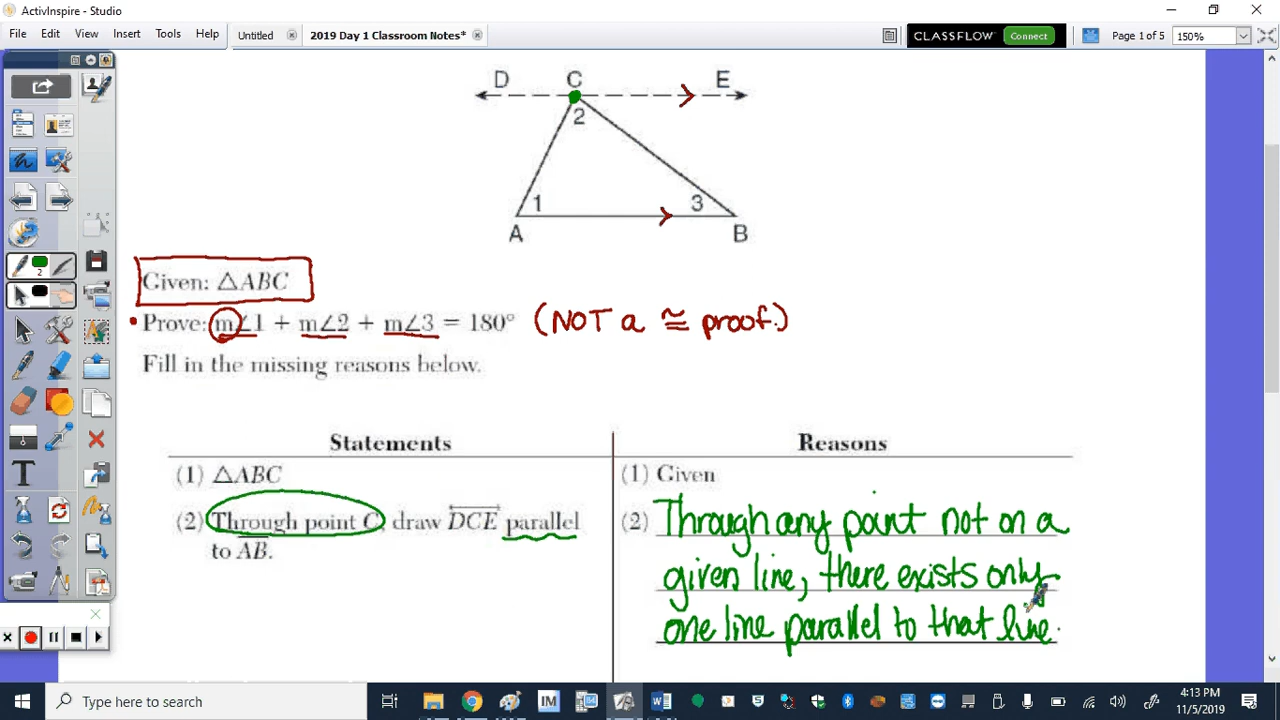 ActivInspire - Studio
File Edit View Insert Tools Help Untitled 2019 Day 1 Classroom Notes* CLASSFLOW Connect Page 1 of 5 150%
D C E
2
1 3
A B
Given: △ABC
Prove: m∠1 + m∠2 + m∠3 = 180° (NOT a ≅ proof.)
Fill in the missing reasons below.
Statements Reasons
(1) △ABC (1) Given
(2) Through point C, draw DCE parallel (2) Through any point not on a
to AB. given line, there exists only
one line parallel to that line.
Type here to search
4:13 PM
11/5/2019